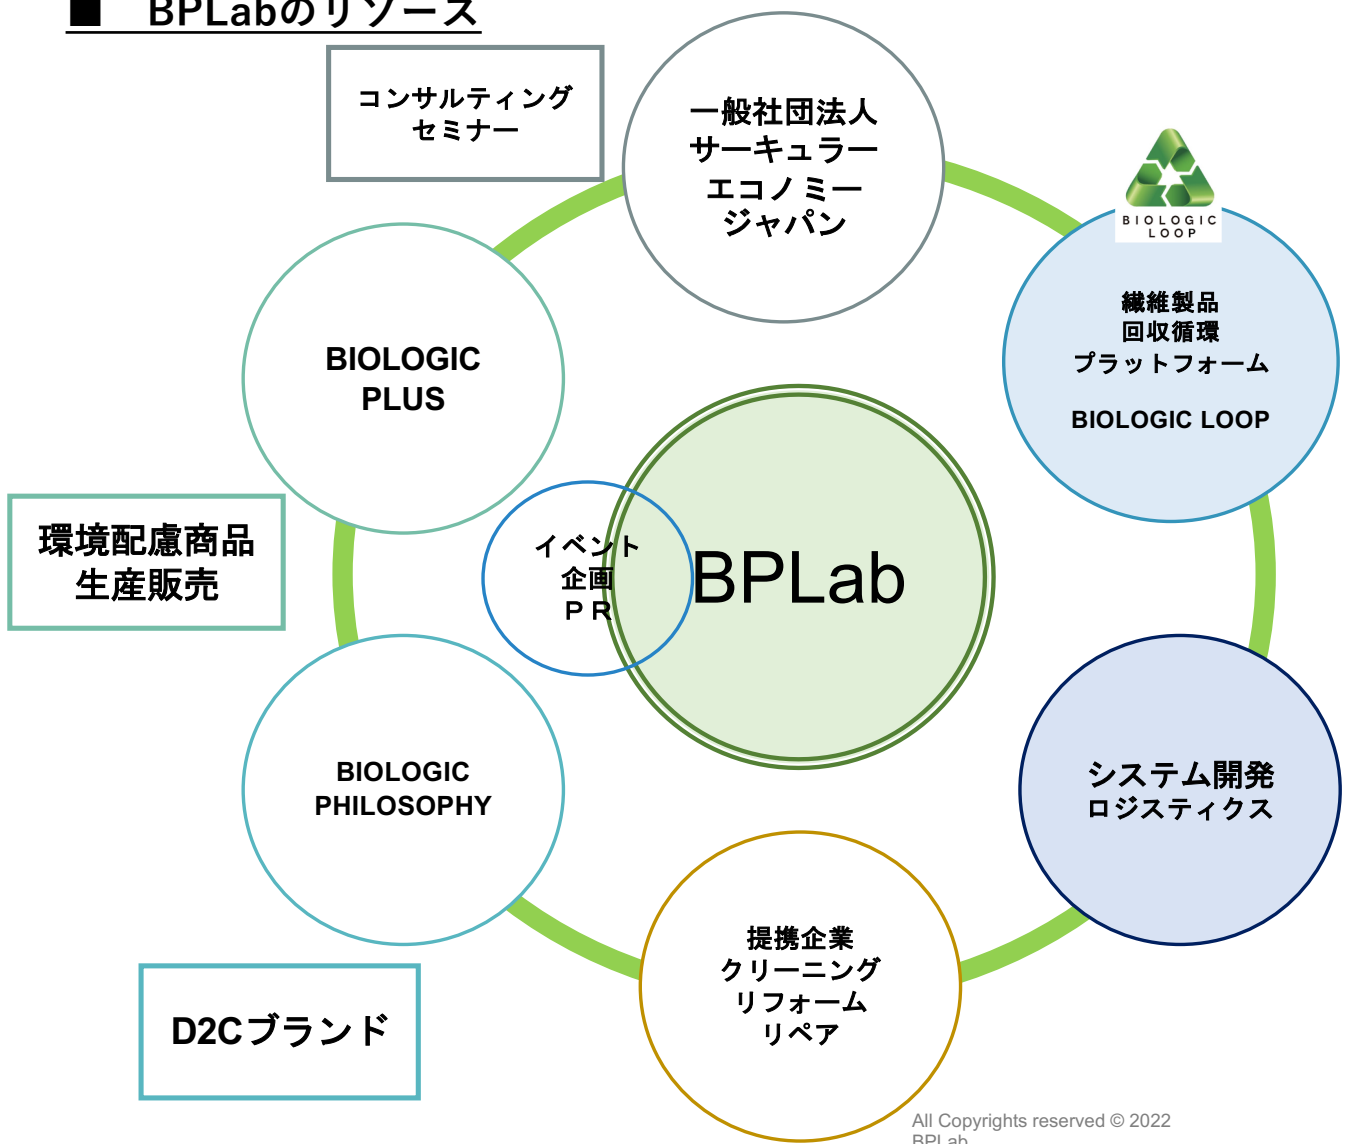 ■ BPLabのリソース
コンサルティング
セミナー
一般社団法人
サーキュラー
エコノミー
ジャパン
BIOLOGIC
LOOP
繊維製品
回収循環
プラットフォーム
BIOLOGIC LOOP
BIOLOGIC
PLUS
環境配慮商品
生産販売
イベント
企画
ＰＲ
BPLab
BIOLOGIC
PHILOSOPHY
システム開発
ロジスティクス
提携企業
クリーニング
リフォーム
リペア
D2Cブランド
All Copyrights reserved © 2022
BPLab